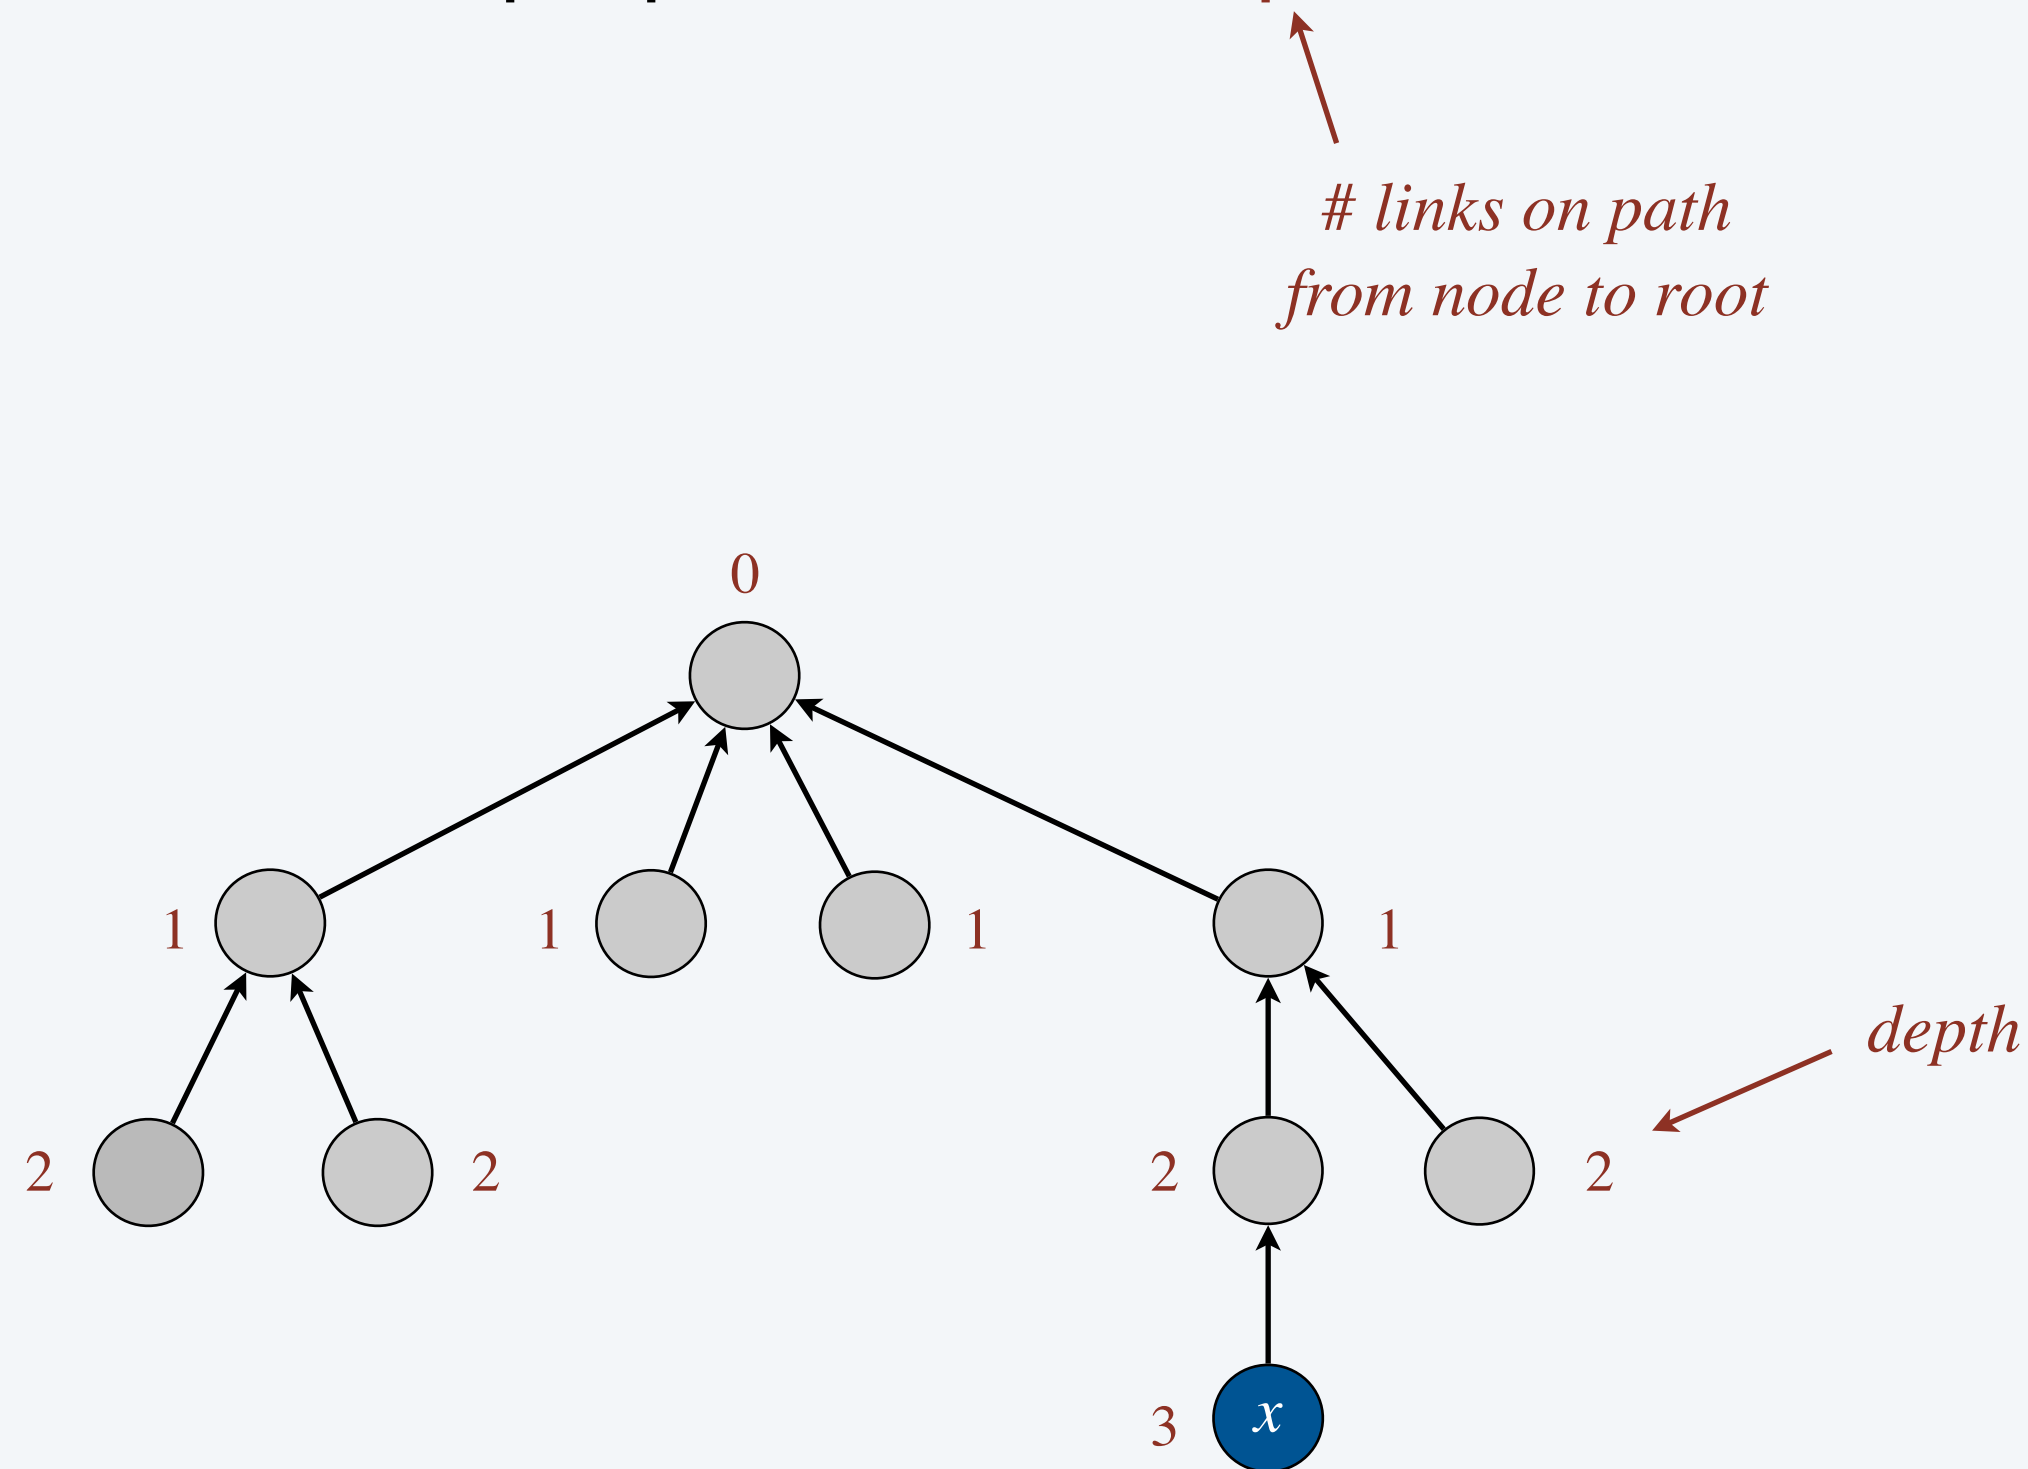 # links on path
from node to root
0
1 1 1 1
depth
2 2 2 2
3 x